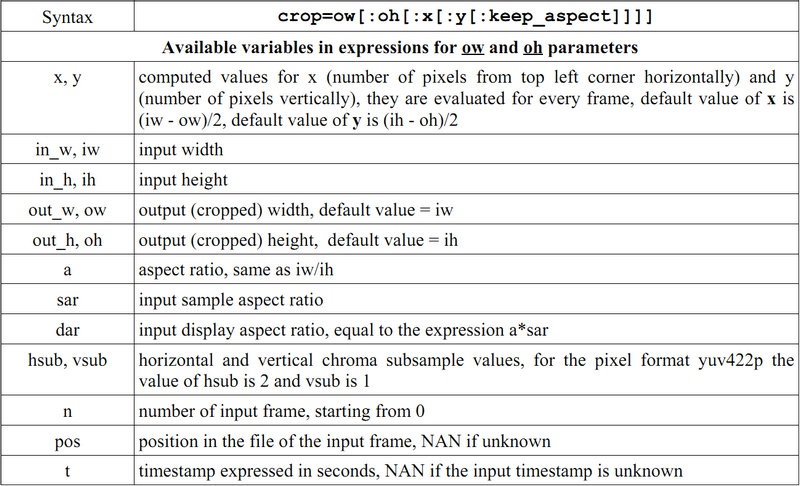 Syntax crop=ow[:oh[:x[:y[:keep_aspect]]]]
Available variables in expressions for ow and oh parameters
x, y computed values for x (number of pixels from top left corner horizontally) and y
(number of pixels vertically), they are evaluated for every frame, default value of x is
(iw - ow)/2, default value of y is (ih - oh)/2
in_w, iw input width
in_h, ih input height
out_w, ow output (cropped) width, default value = iw
out_h, oh output (cropped) height, default value = ih
a aspect ratio, same as iw/ih
sar input sample aspect ratio
dar input display aspect ratio, equal to the expression a*sar
hsub, vsub horizontal and vertical chroma subsample values, for the pixel format yuv422p the
value of hsub is 2 and vsub is 1
n number of input frame, starting from 0
pos position in the file of the input frame, NAN if unknown
t timestamp expressed in seconds, NAN if the input timestamp is unknown